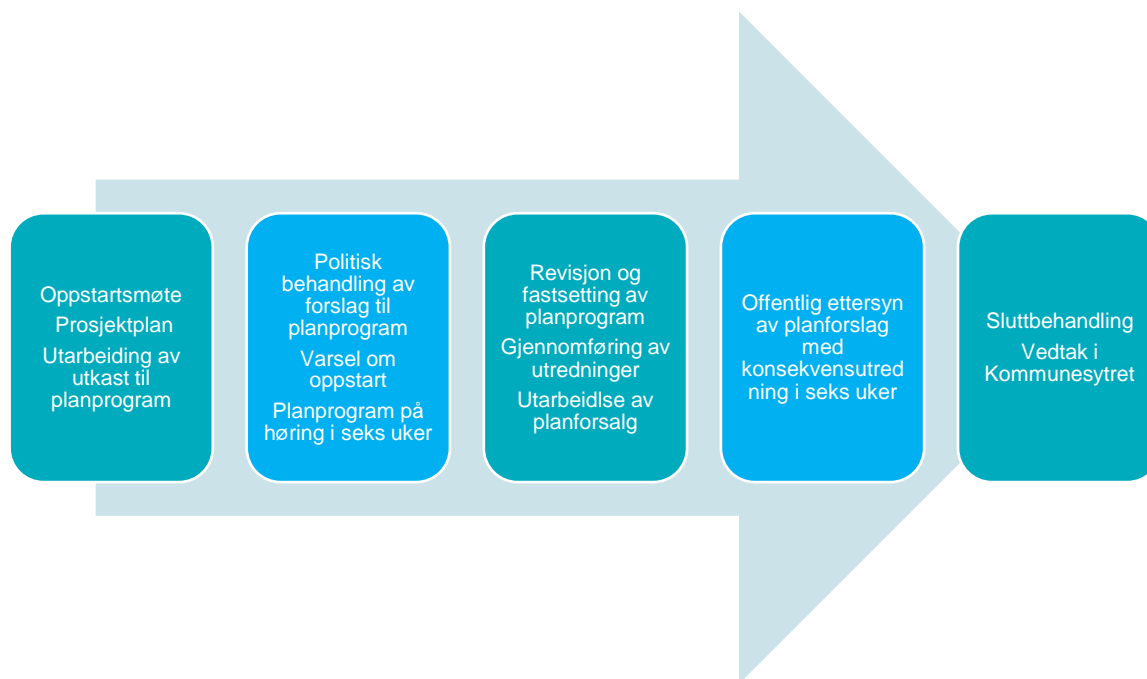 Oppstartsmøte
Prosjektplan
Utarbeiding av
utkast til
planprogram
Politisk
behandling av
forslag til
planprogram
Varsel om
oppstart
Planprogram på
høring i seks uker
Revisjon og
fastsetting av
planprogram
Gjennomføring av
utredninger
Utarbeidlse av
planforsalg
Offentlig ettersyn
av planforslag
med
konsekvensutred
ning i seks uker
Sluttbehandling
Vedtak i
Kommunesytret